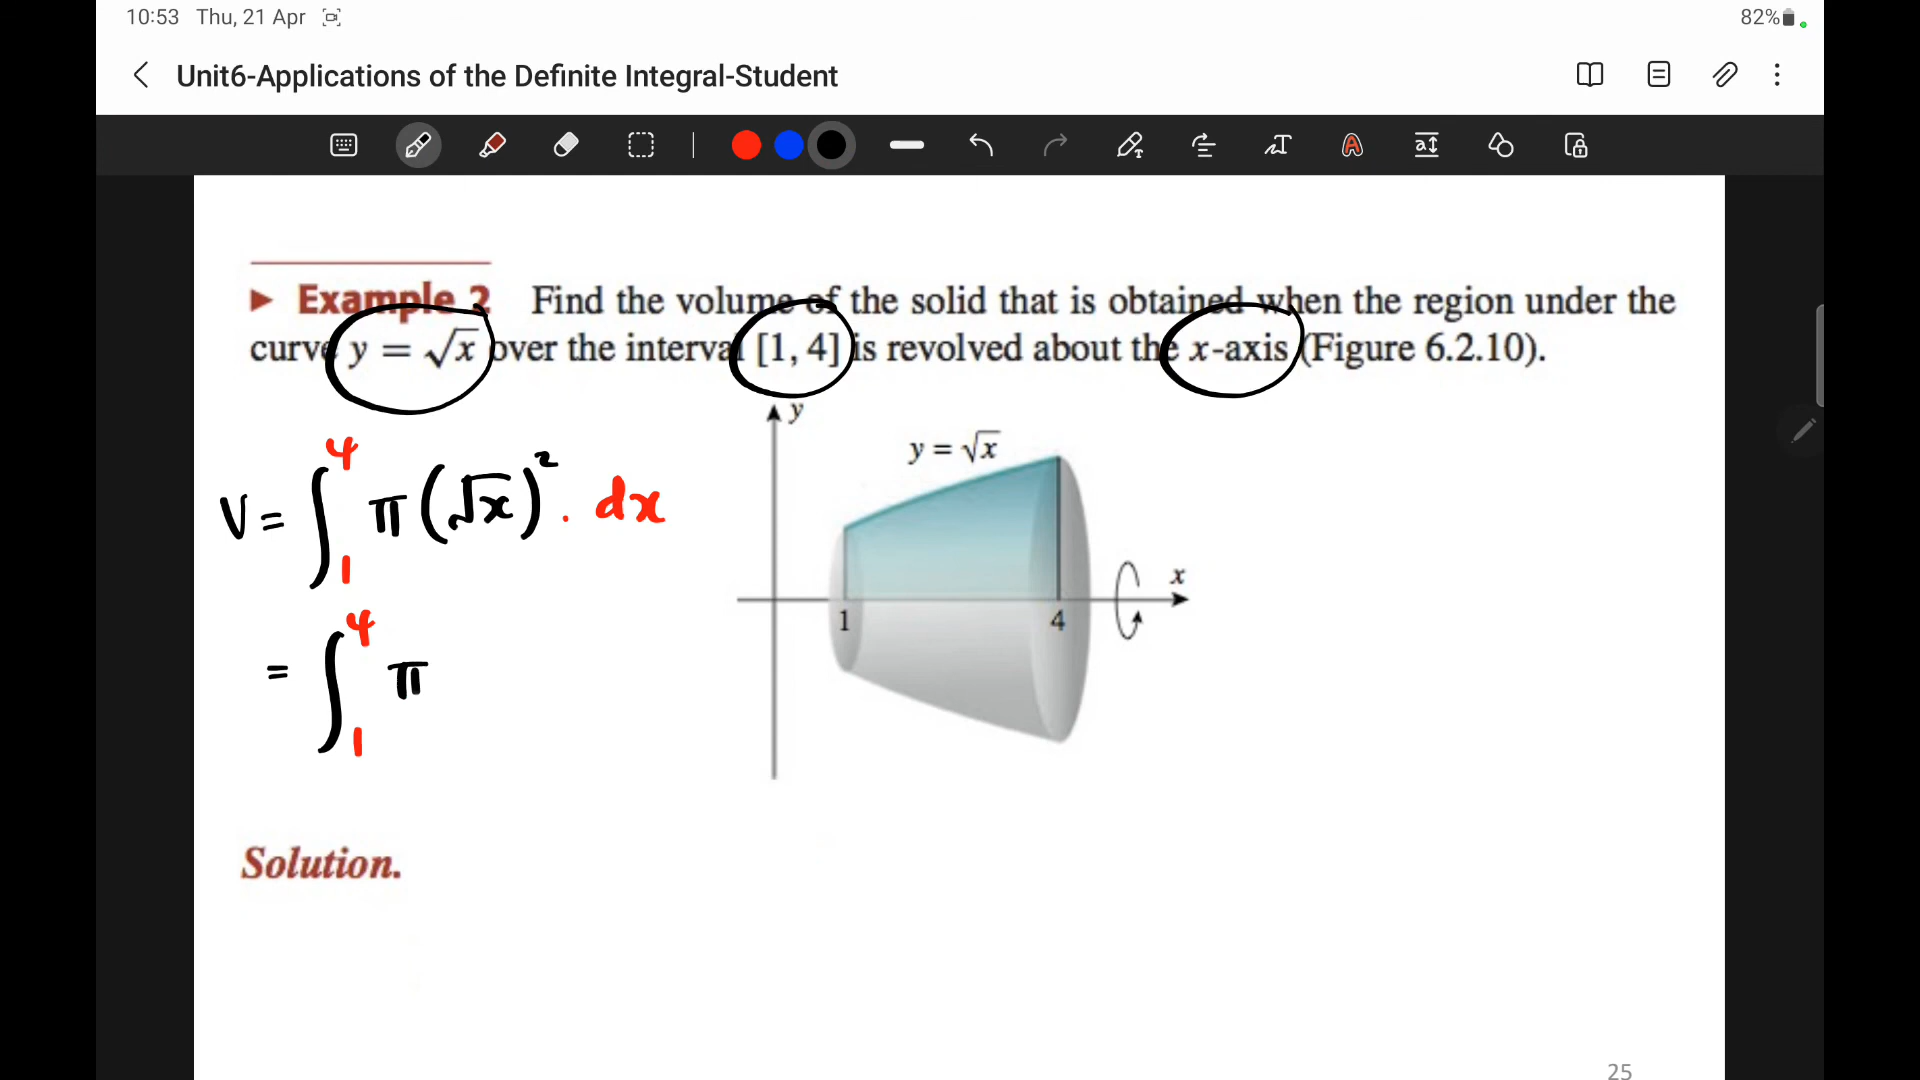 10:53 Thu, 21 Apr
82%
Unit6-Applications of the Definite Integral-Student
Example 2 Find the volume of the solid that is obtained when the region under the
curve y = √x over the interval [1, 4] is revolved about the x-axis (Figure 6.2.10).
y
y = √x
x
1
4
V = ∫₁⁴ π(√x)² . dx
= ∫₁⁴ π
Solution.
25